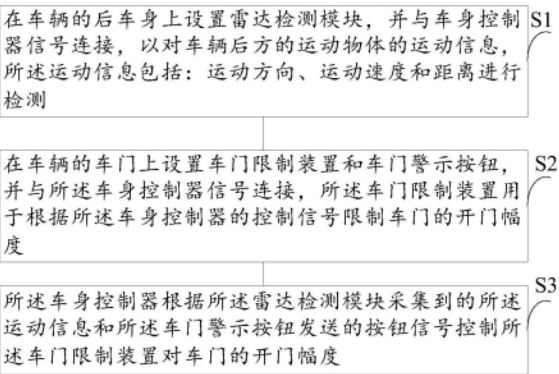 在车辆的后车身上设置雷达检测模块，并与车身控制
器信号连接，以对车辆后方的运动物体的运动信息，
所述运动信息包括：运动方向、运动速度和距离进行
检测
S1
在车辆的车门上设置车门限制装置和车门警示按钮，
并与所述车身控制器信号连接，所述车门限制装置用
于根据所述车身控制器的控制信号限制车门的开门幅
度
S2
所述车身控制器根据所述雷达检测模块采集到的所述
运动信息和所述车门警示按钮发送的按钮信号控制所
述车门限制装置对车门的开门幅度
S3